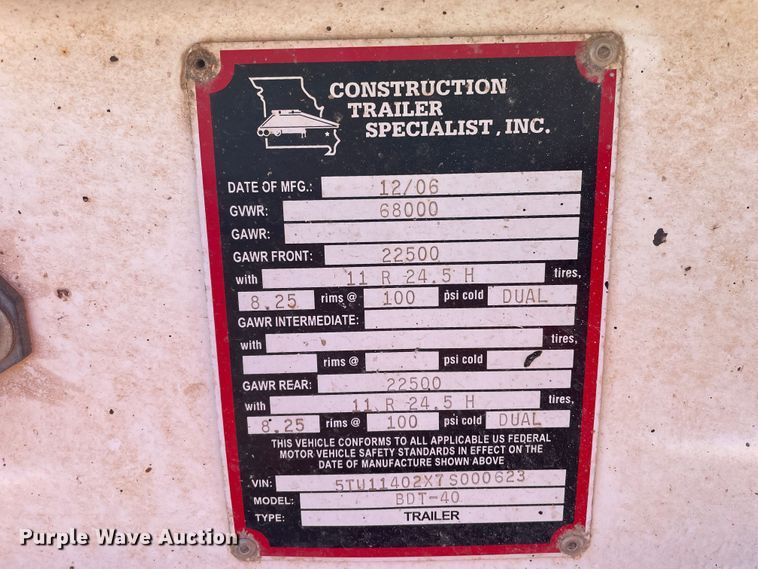 CONSTRUCTION
TRAILER
SPECIALIST, INC.
DATE OF MFG.: 12/06
GVWR: 68000
GAWR:
GAWR FRONT: 22500
with 11 R 24.5 H tires,
8.25 rims @ 100 psi cold DUAL
GAWR INTERMEDIATE:
with tires,
rims @ psi cold
GAWR REAR: 22500
with 11 R 24.5 H tires,
8.25 rims @ 100 psi cold DUAL
THIS VEHICLE CONFORMS TO ALL APPLICABLE US FEDERAL
MOTOR VEHICLE SAFETY STANDARDS IN EFFECT ON THE
DATE OF MANUFACTURE SHOWN ABOVE
VIN: 5TU11402X7S000623
MODEL: BDT-40
TYPE: TRAILER
Purple Wave Auction